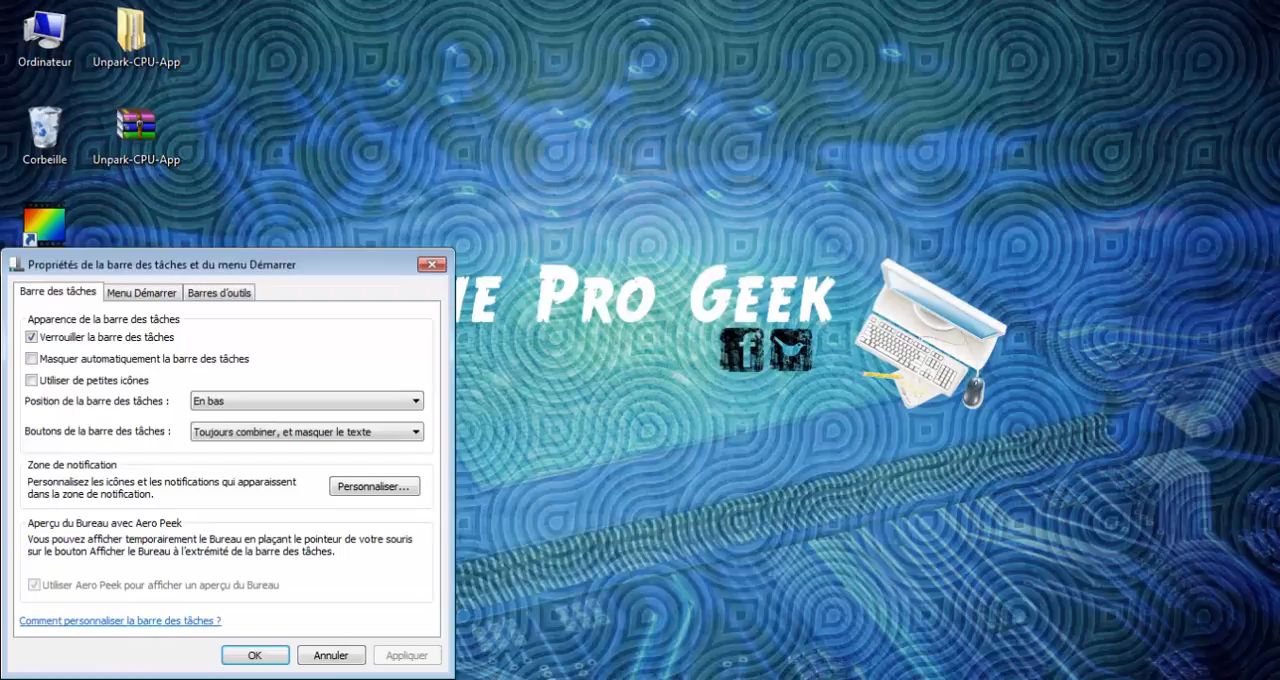 Ordinateur
Unpark-CPU-App
Corbeille
Unpark-CPU-App
Propriétés de la barre des tâches et du menu Démarrer
Barre des tâches
Menu Démarrer
Barres d'outils
Apparence de la barre des tâches
Verrouiller la barre des tâches
Masquer automatiquement la barre des tâches
Utiliser de petites icônes
Position de la barre des tâches :
En bas
Boutons de la barre des tâches :
Toujours combiner, et masquer le texte
Zone de notification
Personnalisez les icônes et les notifications qui apparaissent
dans la zone de notification.
Personnaliser...
Aperçu du Bureau avec Aero Peek
Vous pouvez afficher temporairement le Bureau en plaçant le pointeur de votre souris
sur le bouton Afficher le Bureau à l'extrémité de la barre des tâches.
Utiliser Aero Peek pour afficher un aperçu du Bureau
Comment personnaliser la barre des tâches ?
OK
Annuler
Appliquer
Pro Geek
f